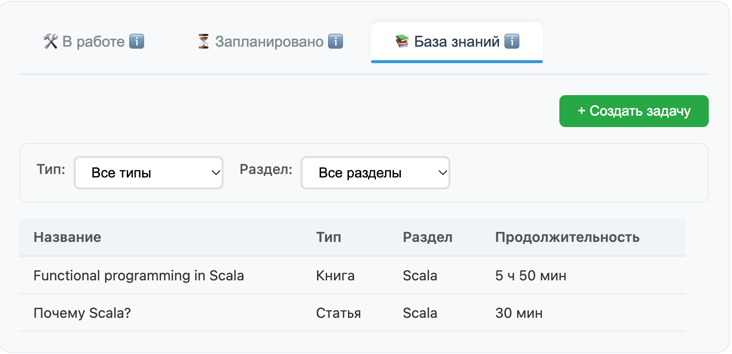 🛠️ В работе ℹ️ ⏳ Запланировано ℹ️ 📚 База знаний ℹ️
+ Создать задачу
Тип: Все типы Раздел: Все разделы
Название Тип Раздел Продолжительность
Functional programming in Scala Книга Scala 5 ч 50 мин
Почему Scala? Статья Scala 30 мин